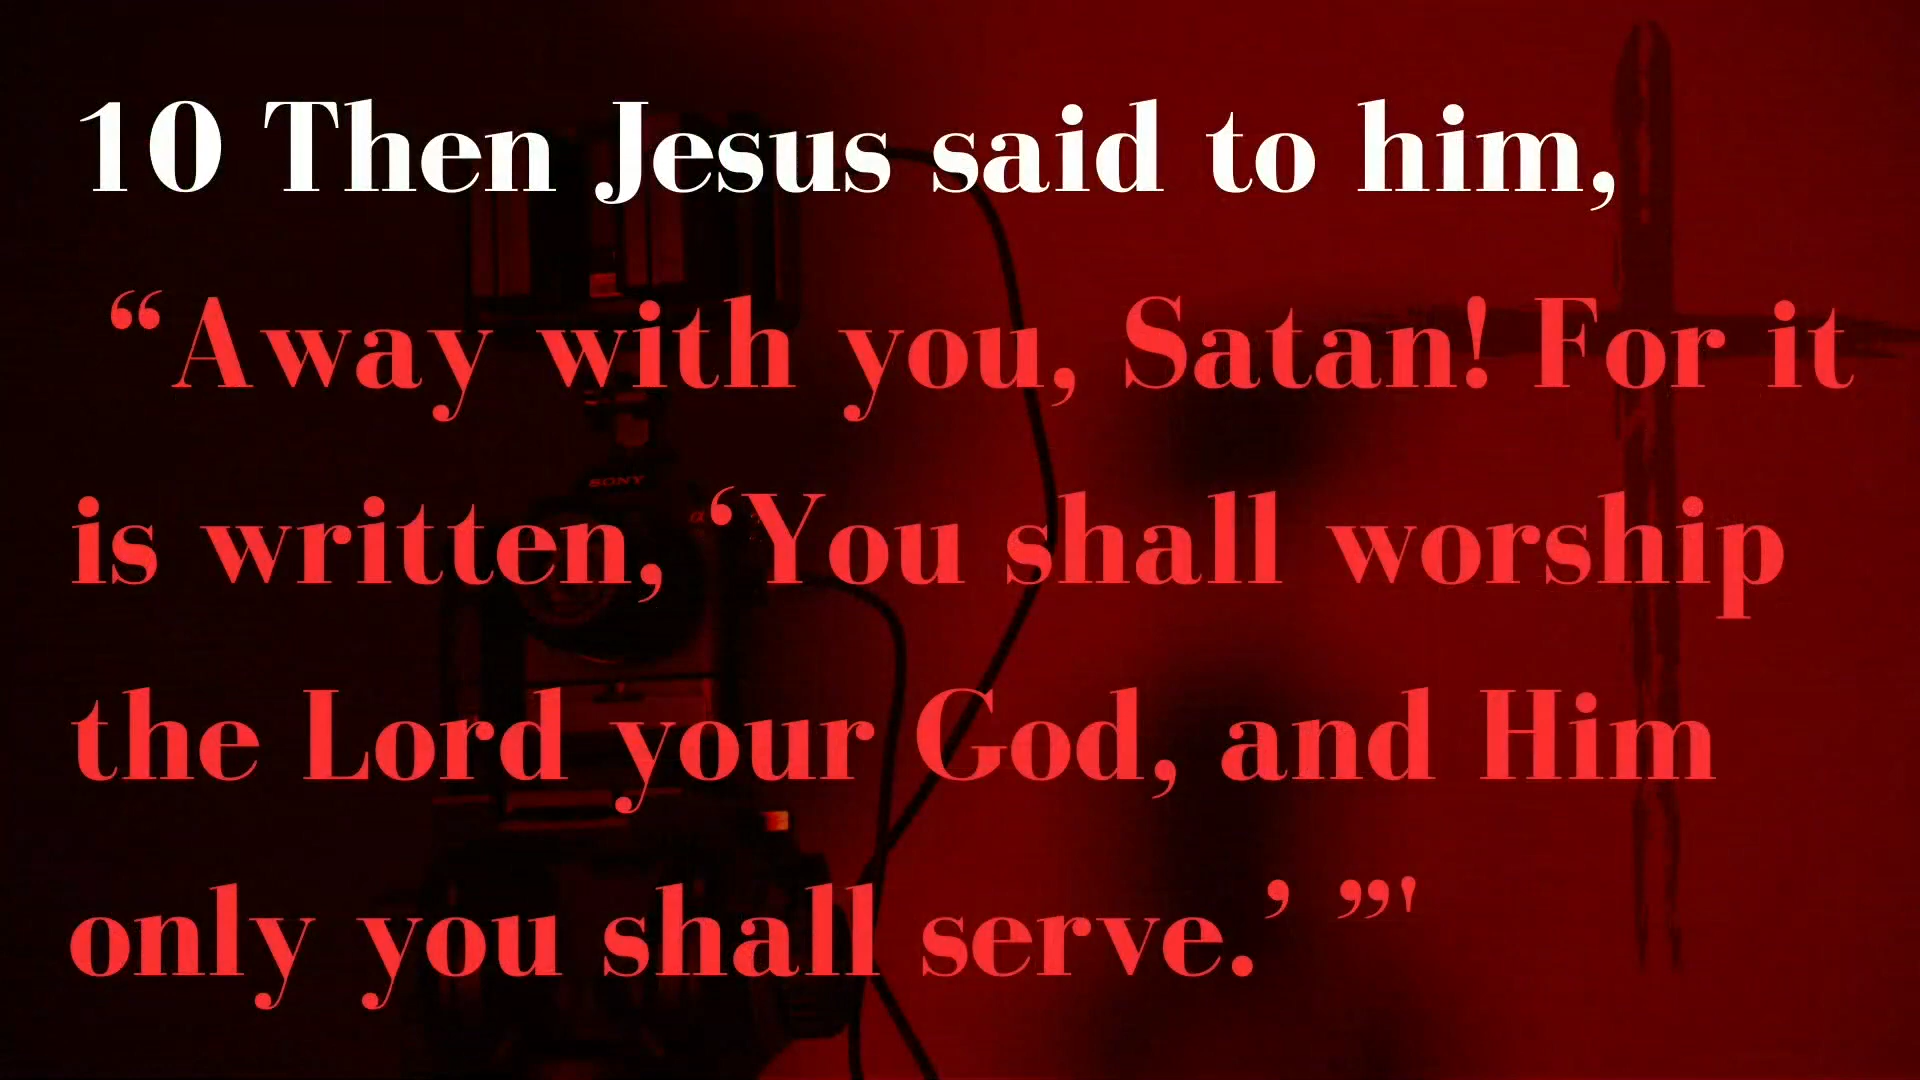 10 Then Jesus said to him,
“Away with you, Satan! For it
is written, ‘You shall worship
the Lord your God, and Him
only you shall serve.’ ”'
SONY
α